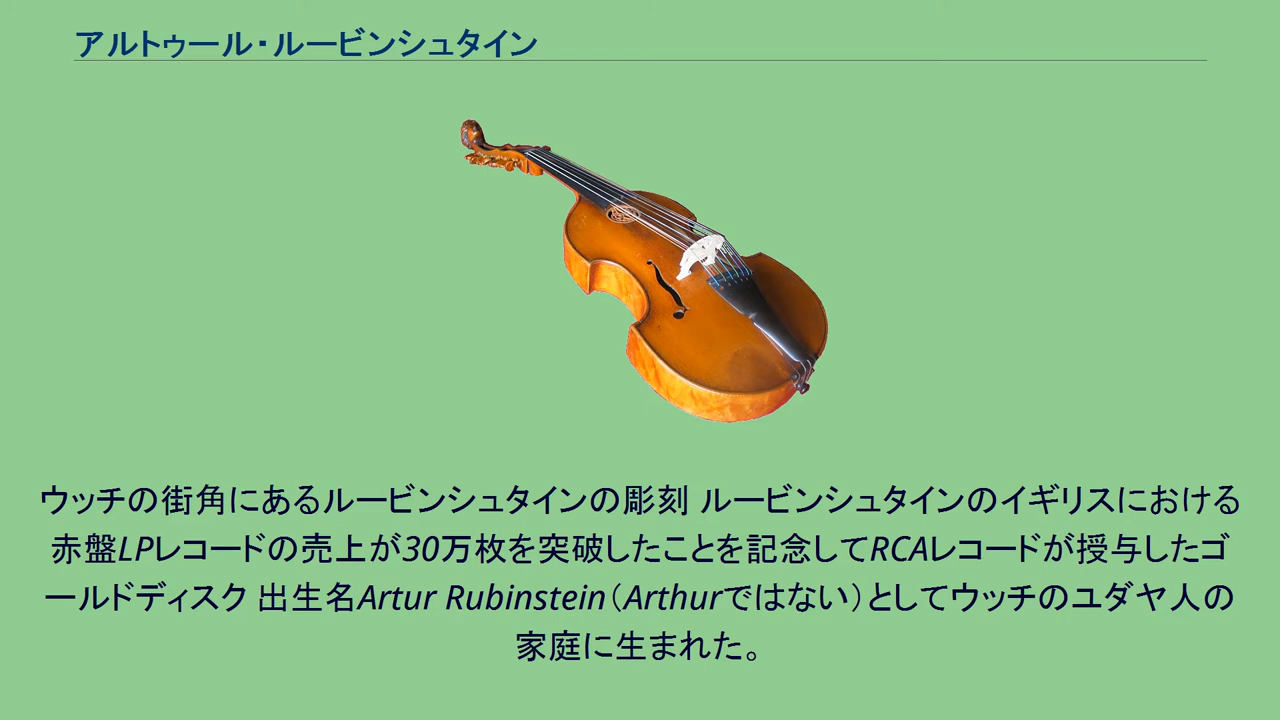 アルトゥール・ルービンシュタイン
ウッチの街角にあるルービンシュタインの彫刻 ルービンシュタインのイギリスにおける
赤盤LPレコードの売上が30万枚を突破したことを記念してRCAレコードが授与したゴ
ールドディスク 出生名Artur Rubinstein（Arthurではない）としてウッチのユダヤ人の
家庭に生まれた。